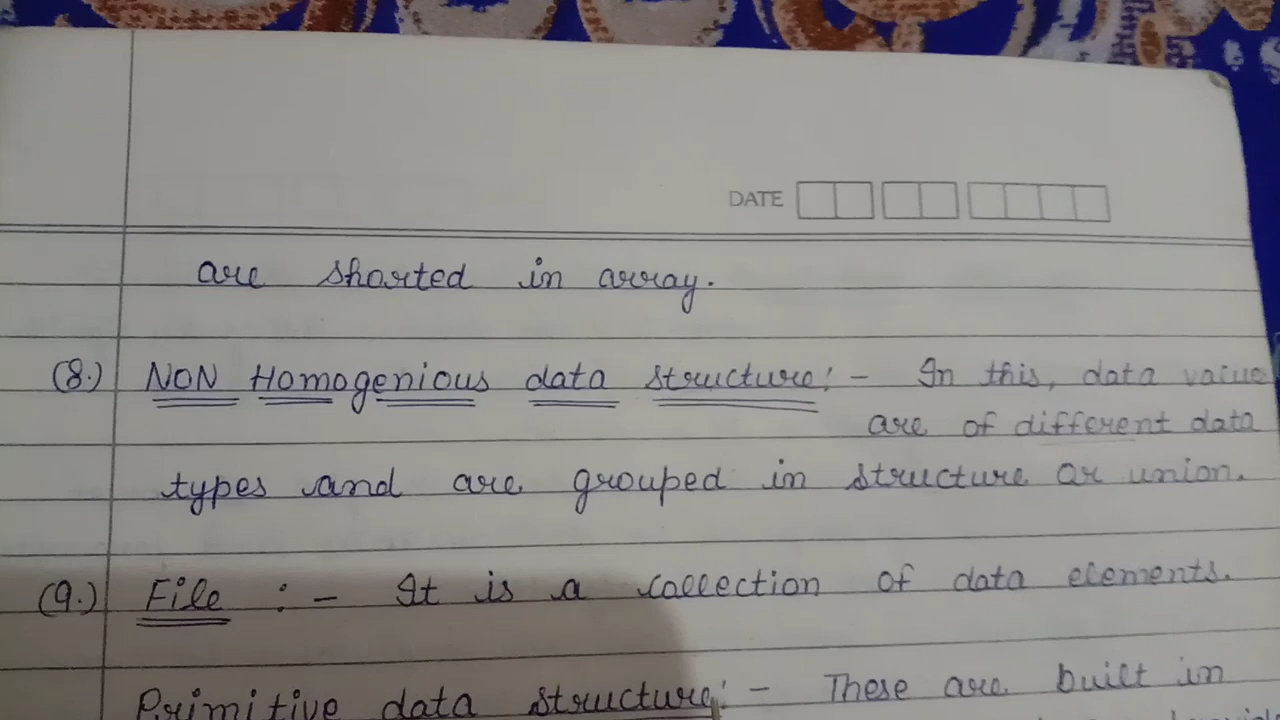 DATE
are shorted in array.
(8.) NON Homogenious data structure:- In this, data value
are of different data
types and are grouped in structure or union.
(9.) File :- It is a collection of data elements.
Primitive data structure:- These are built in